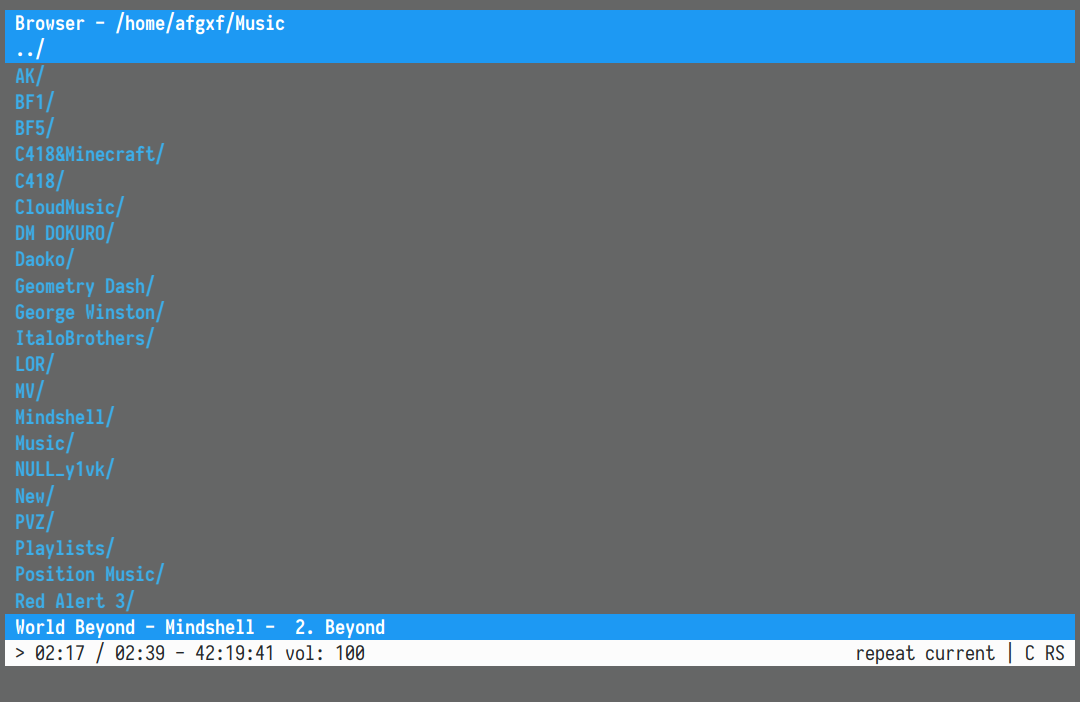 Browser - /home/afgxf/Music
../
AK/
BF1/
BF5/
C418&Minecraft/
C418/
CloudMusic/
DM DOKURO/
Daoko/
Geometry Dash/
George Winston/
ItaloBrothers/
LOR/
MV/
Mindshell/
Music/
NULL_y1vk/
New/
PVZ/
Playlists/
Position Music/
Red Alert 3/
World Beyond - Mindshell -  2. Beyond
> 02:17 / 02:39 - 42:19:41 vol: 100 repeat current | C RS